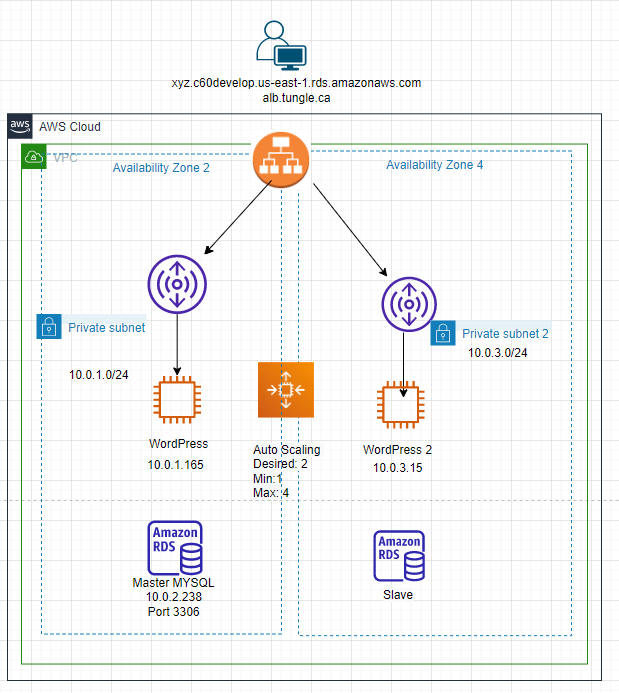 xyz.c60develop.us-east-1.rds.amazonaws.com
alb.tungle.ca
aws
AWS Cloud
VPC
Availability Zone 2
Availability Zone 4
Private subnet
10.0.1.0/24
Private subnet 2
10.0.3.0/24
WordPress
10.0.1.165
Auto Scaling
Desired: 2
Min:1
Max: 4
WordPress 2
10.0.3.15
Amazon
RDS
Master MYSQL
10.0.2.238
Port 3306
Amazon
RDS
Slave